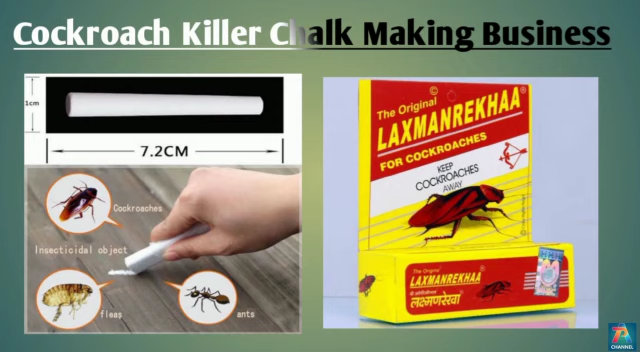 Cockroach Killer Chalk Making Business
1cm
7.2CM
Cockroaches
Insecticidal object
fleas
ants
The Original
©
LAXMANREKHAA®
FOR COCKROACHES
KEEP
COCKROACHES
AWAY
The Original
LAXMANREKHAA®
लक्ष्मणरेखा
CHANNEL